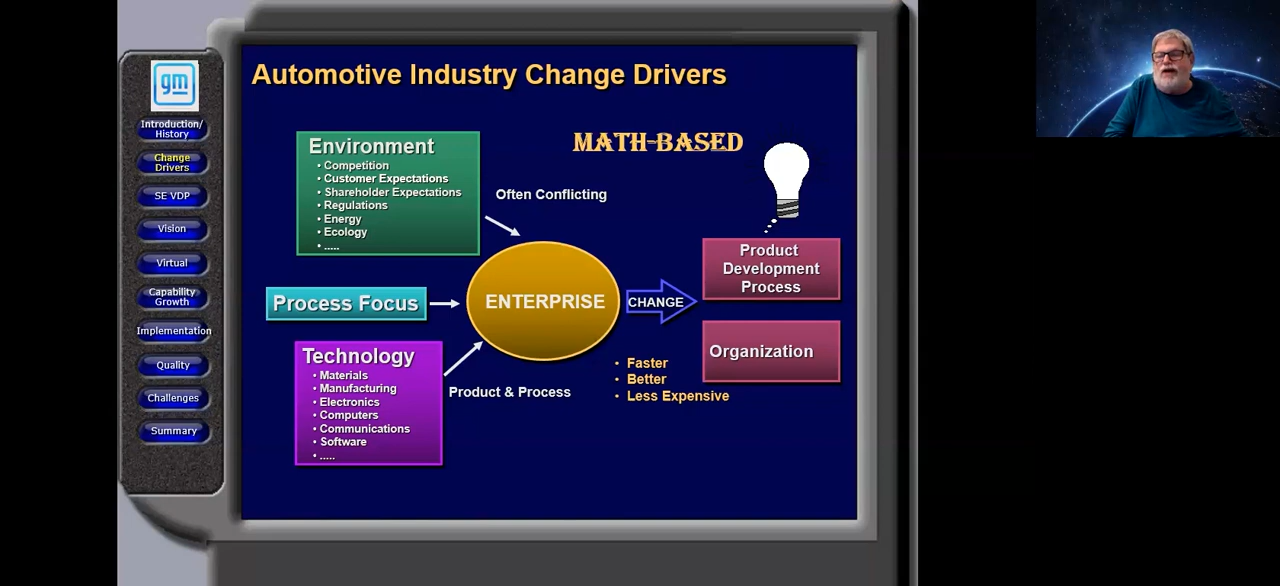 Automotive Industry Change Drivers
gm
Introduction/
History
Change
Drivers
SE VDP
Vision
Virtual
Capability
Growth
Implementation
Quality
Challenges
Summary
Environment
• Competition
• Customer Expectations
• Shareholder Expectations
• Regulations
• Energy
• Ecology
• .....
MATH-BASED
Often Conflicting
Process Focus
ENTERPRISE
CHANGE
Product
Development
Process
Organization
Technology
• Materials
• Manufacturing
• Electronics
• Computers
• Communications
• Software
• .....
Product & Process
• Faster
• Better
• Less Expensive